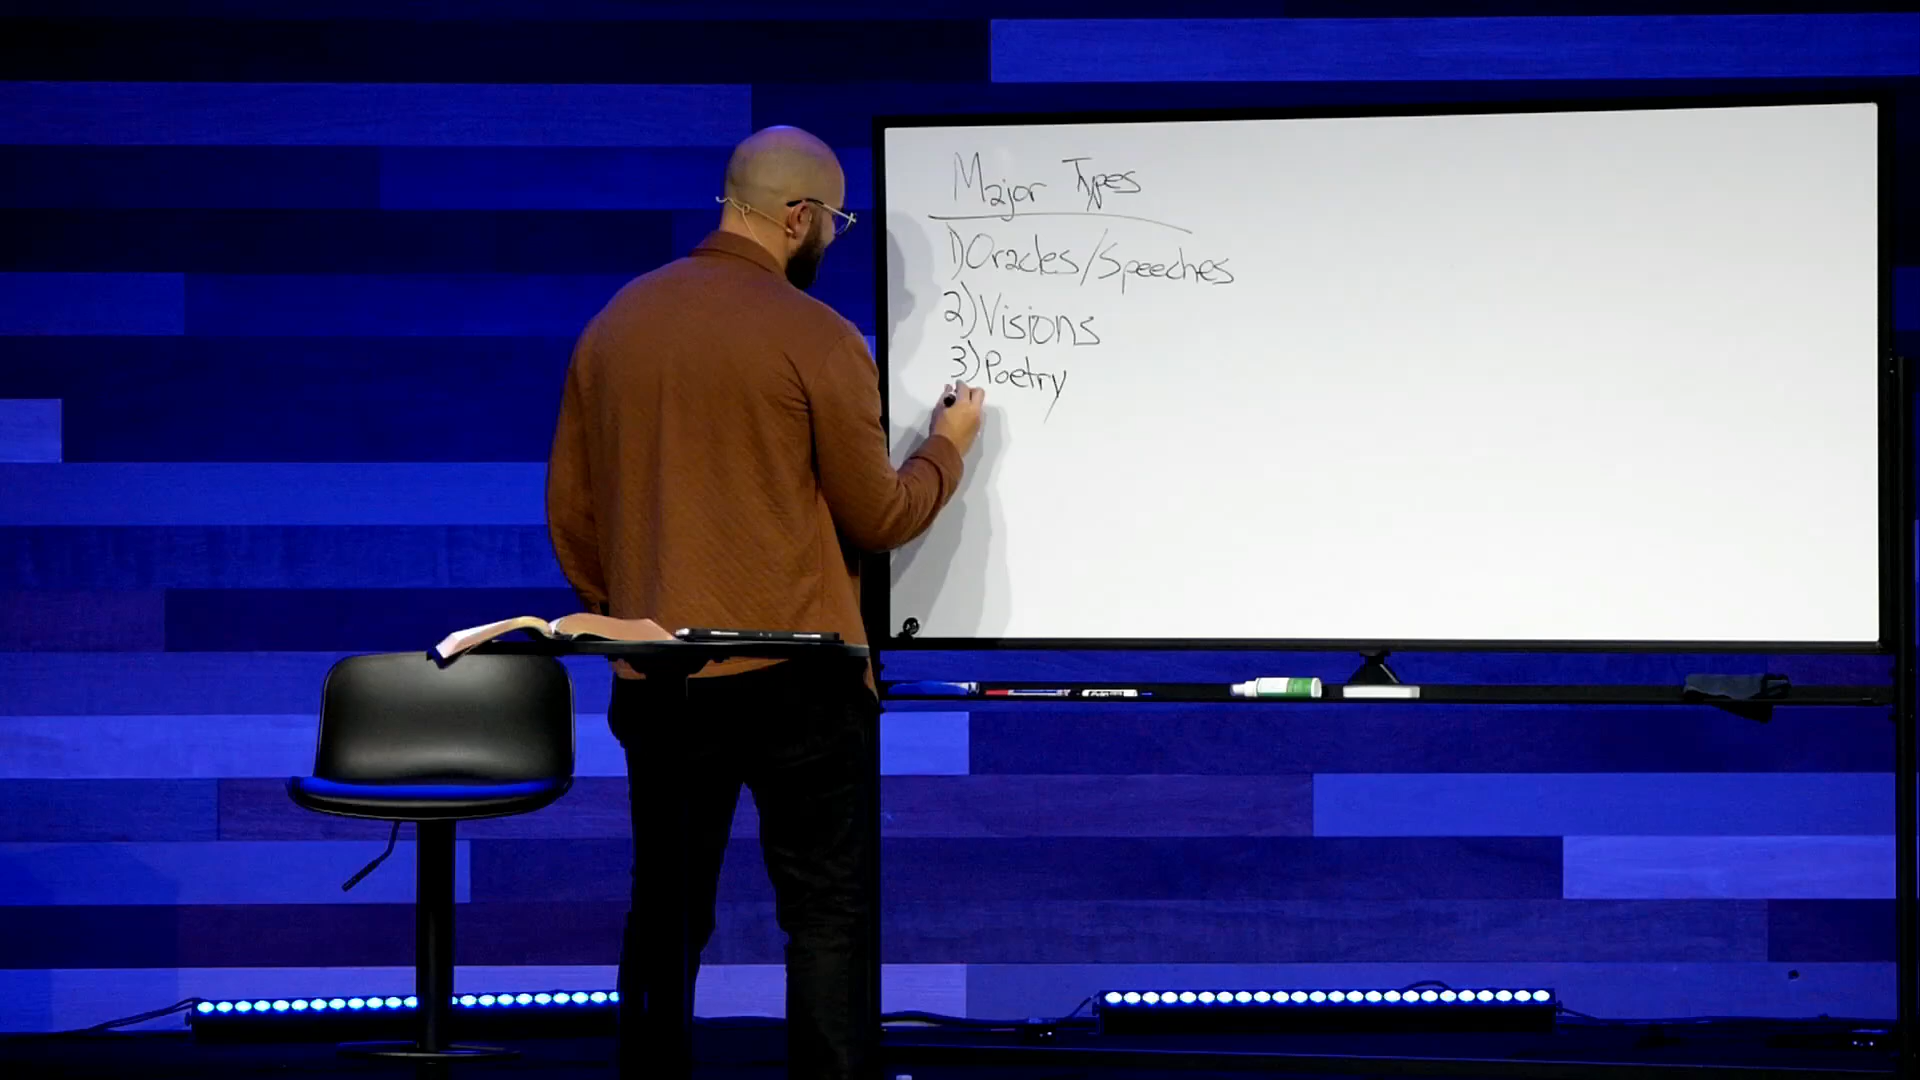 Major Types
1) Oracles/Speeches
2) Visions
3) Poetry